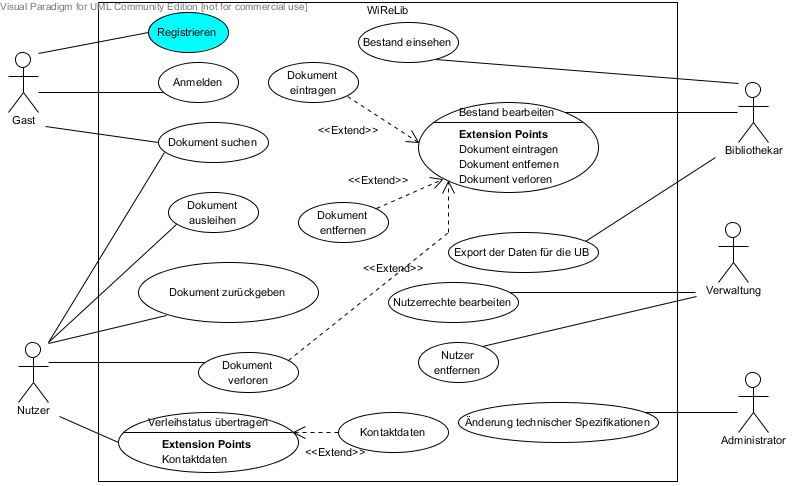 Visual Paradigm for UML Community Edition [not for commercial use]
WiReLib
Registrieren
Bestand einsehen
Anmelden
Dokument
eintragen
Gast
Bestand bearbeiten
Extension Points
Dokument eintragen
Dokument entfernen
Dokument verloren
<<Extend>>
Dokument suchen
Bibliothekar
<<Extend>>
Dokument
ausleihen
Dokument
entfernen
Export der Daten für die UB
<<Extend>>
Dokument zurückgeben
Nutzerrechte bearbeiten
Verwaltung
Nutzer
entfernen
Dokument
verloren
Nutzer
Verleihstatus übertragen
Extension Points
Kontaktdaten
Kontaktdaten
<<Extend>>
Änderung technischer Spezifikationen
Administrator